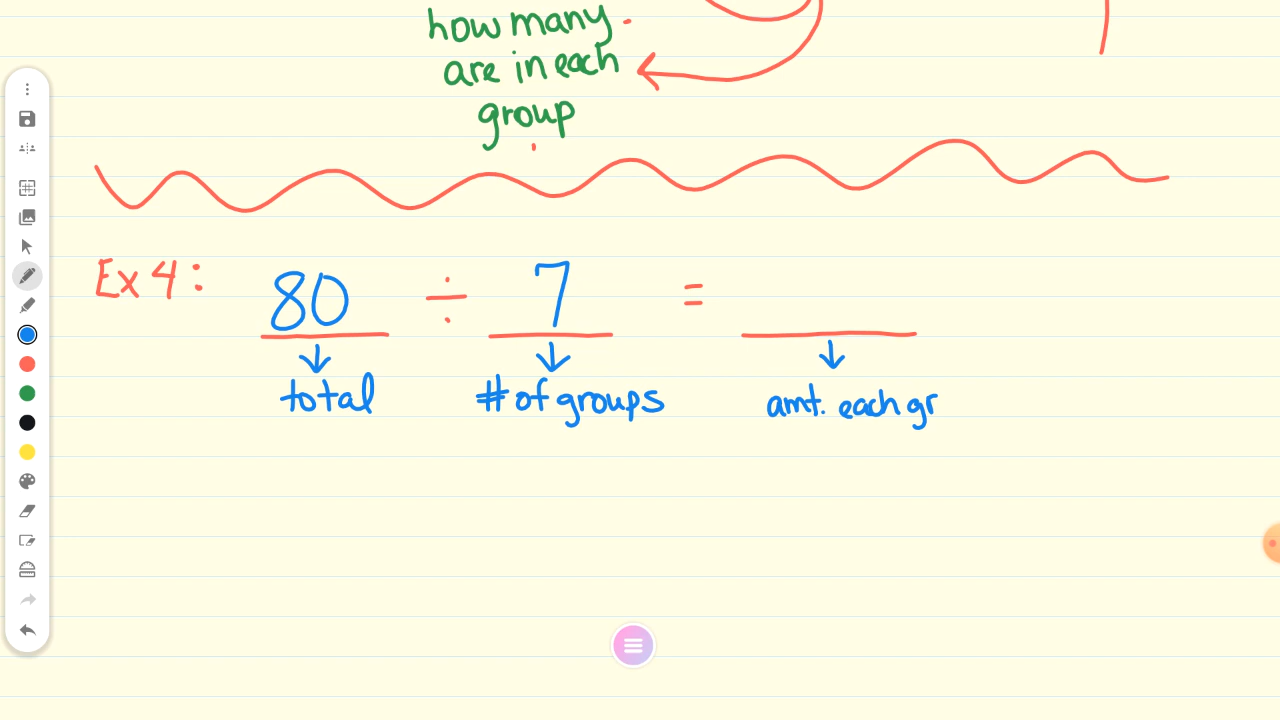 how many
are in each
group
Ex 4: 80 ÷ 7 =
total # of groups amt. each gr